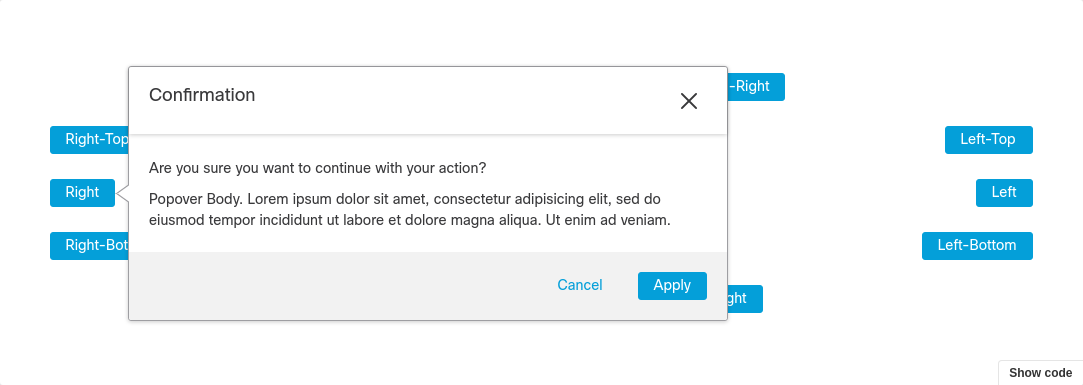 Confirmation
-Right
Right-Top
Left-Top
Are you sure you want to continue with your action?
Right
Popover Body. Lorem ipsum dolor sit amet, consectetur adipisicing elit, sed do
eiusmod tempor incididunt ut labore et dolore magna aliqua. Ut enim ad veniam.
Left
Right-Bot
Left-Bottom
Cancel
Apply
ght
Show code